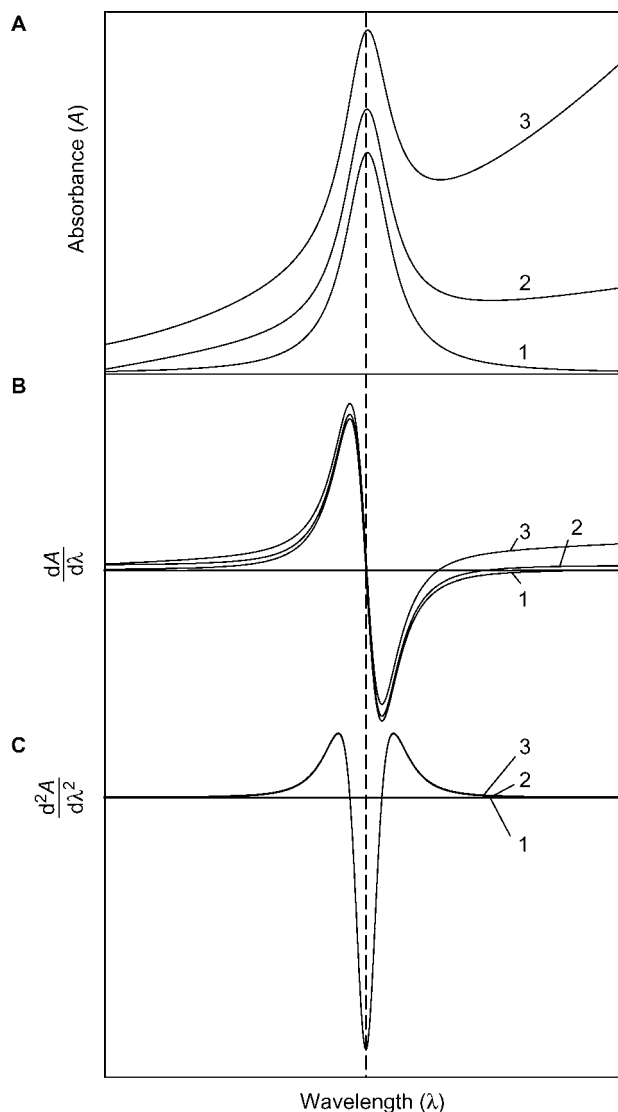 A
Absorbance (A)
3
2
1
B
dA
dλ
3
2
1
C
d²A
dλ²
3
2
1
Wavelength (λ)